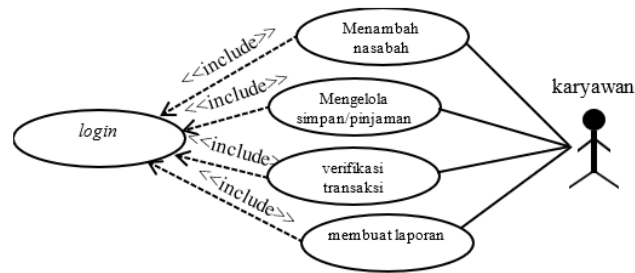 Menambah
nasabah
<<include>>
karyawan
<<include>>
Mengelola
simpan/pinjaman
login
<<include>
verifikasi
transaksi
<<include>>
membuat laporan